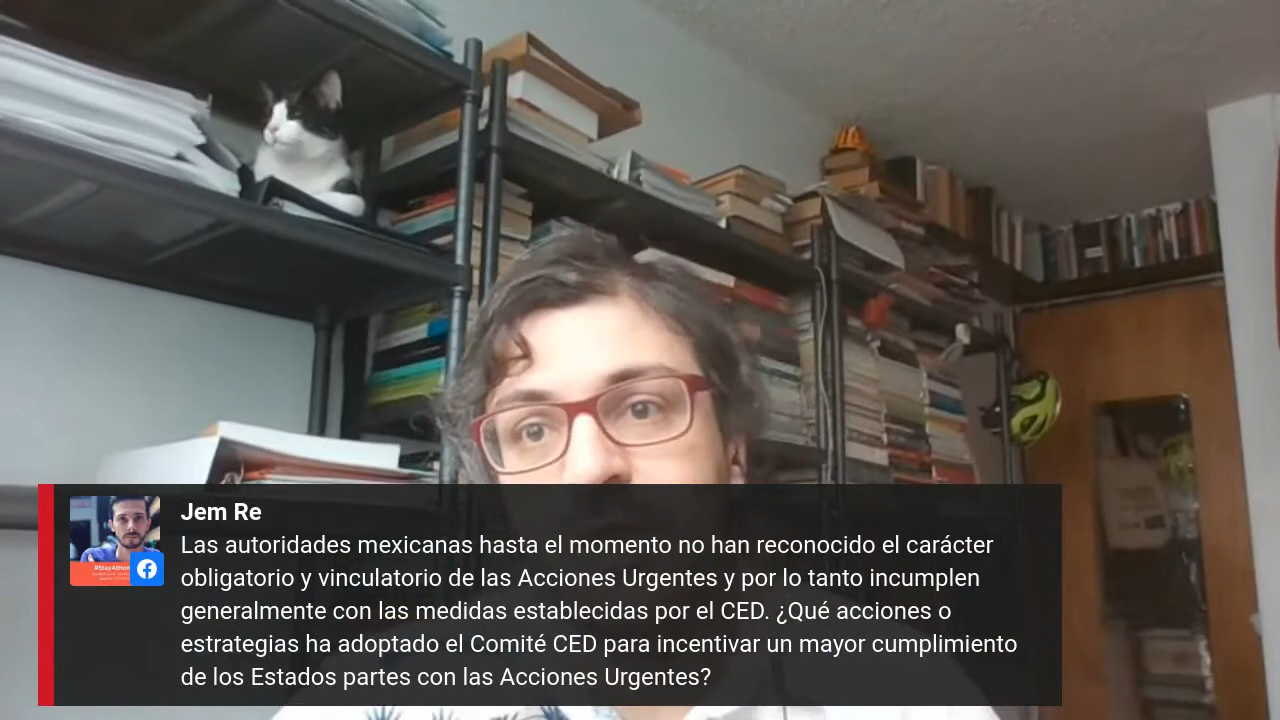 Jem Re
Las autoridades mexicanas hasta el momento no han reconocido el carácter
obligatorio y vinculatorio de las Acciones Urgentes y por lo tanto incumplen
generalmente con las medidas establecidas por el CED. ¿Qué acciones o
estrategias ha adoptado el Comité CED para incentivar un mayor cumplimiento
de los Estados partes con las Acciones Urgentes?